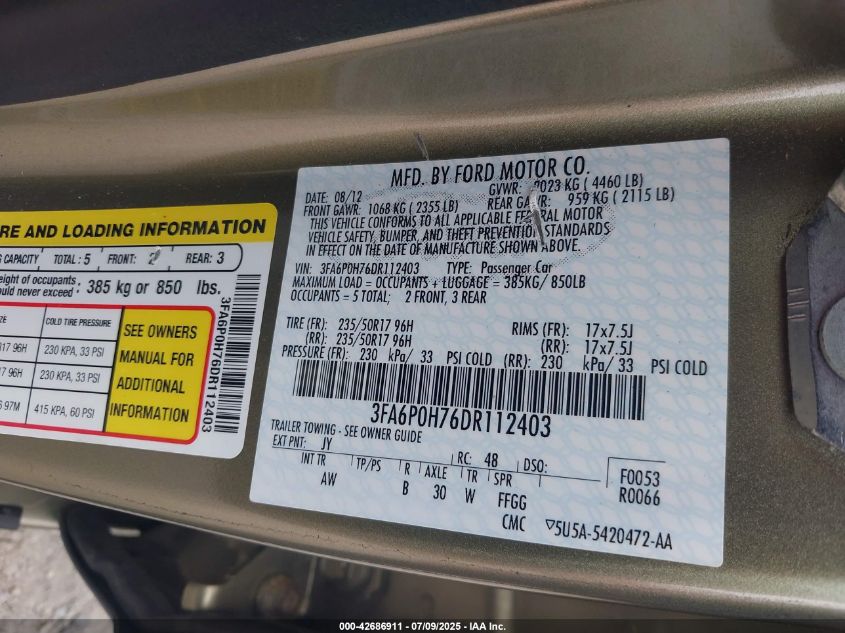 RE AND LOADING INFORMATION
G CAPACITY TOTAL : 5 FRONT: 2 REAR: 3
eight of occupants
ould never exceed : 385 kg or 850 lbs.
ZE COLD TIRE PRESSURE
17 96H 230 KPA, 33 PSI
17 96H 230 KPA, 33 PSI
6 97M 415 KPA, 60 PSI
SEE OWNERS
MANUAL FOR
ADDITIONAL
INFORMATION
3FA6P0H76DR112403
MFD. BY FORD MOTOR CO.
DATE: 08/12 GVWR: 2023 KG ( 4460 LB)
FRONT GAWR: 1068 KG ( 2355 LB) REAR GAWR: 959 KG ( 2115 LB)
THIS VEHICLE CONFORMS TO ALL APPLICABLE FEDERAL MOTOR
VEHICLE SAFETY, BUMPER, AND THEFT PREVENTION STANDARDS
IN EFFECT ON THE DATE OF MANUFACTURE SHOWN ABOVE.
VIN: 3FA6P0H76DR112403 TYPE: Passenger Car
MAXIMUM LOAD = OCCUPANTS + LUGGAGE = 385KG/ 850LB
OCCUPANTS = 5 TOTAL; 2 FRONT, 3 REAR
TIRE (FR): 235/50R17 96H RIMS (FR): 17x7.5J
(RR): 235/50R17 96H (RR): 17x7.5J
PRESSURE (FR): 230 kPa/ 33 PSI COLD (RR): 230 kPa/ 33 PSI COLD
3FA6P0H76DR112403
TRAILER TOWING - SEE OWNER GUIDE
EXT PNT: JY RC: 48 DSO: F0053
INT TR TP/PS R AXLE TR SPR R0066
AW B 30 W FFGG
CMC ▽5U5A-5420472-AA
000-42686911 - 07/09/2025 - IAA Inc.